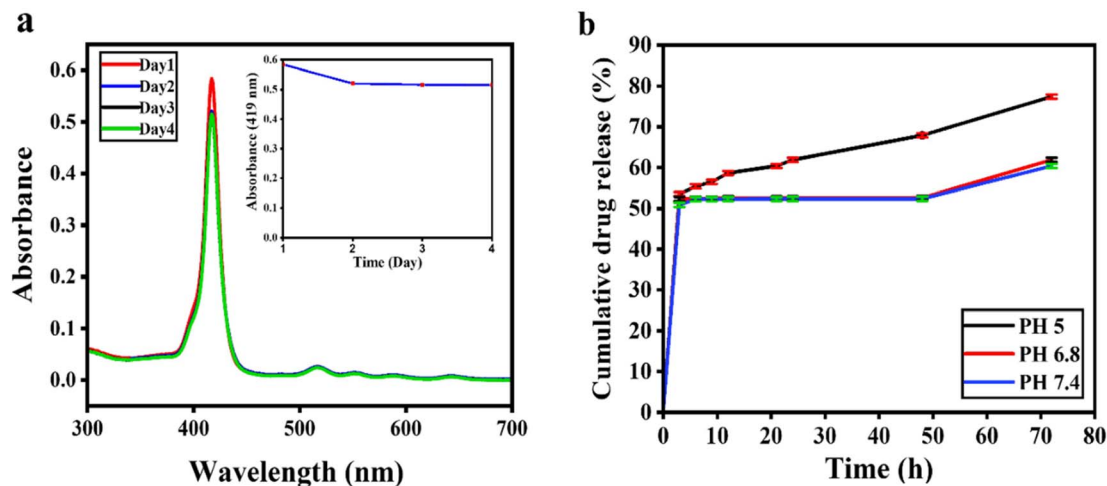 a
Absorbance
0.6
0.5
0.4
0.3
0.2
0.1
0.0
300
400
500
600
700
Wavelength (nm)
Day1
Day2
Day3
Day4
Absorbance (419 nm)
0.6
0.5
0.4
0.3
0.2
0.1
0.0
1
2
3
4
Time (Day)
b
Cumulative drug release (%)
90
80
70
60
50
40
30
20
10
0
0
10
20
30
40
50
60
70
80
Time (h)
PH 5
PH 6.8
PH 7.4